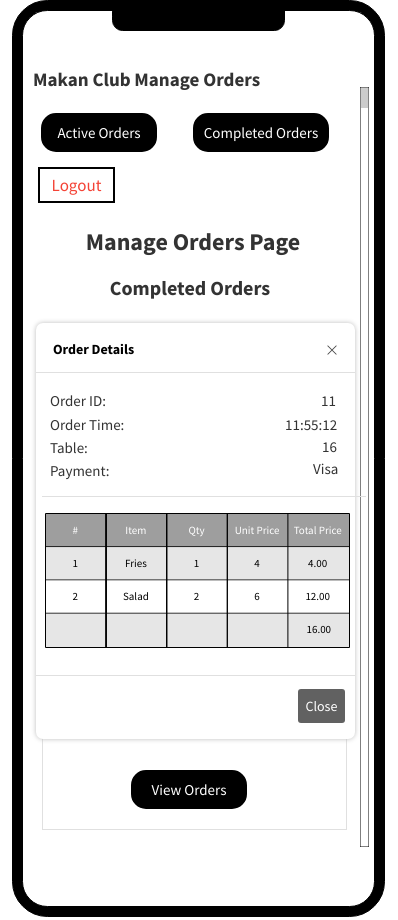 Makan Club Manage Orders
Active Orders Completed Orders
Logout
Manage Orders Page
Completed Orders
Order Details
Order ID: 11
Order Time: 11:55:12
Table: 16
Payment: Visa
# Item Qty Unit Price Total Price
1 Fries 1 4 4.00
2 Salad 2 6 12.00
16.00
Close
View Orders